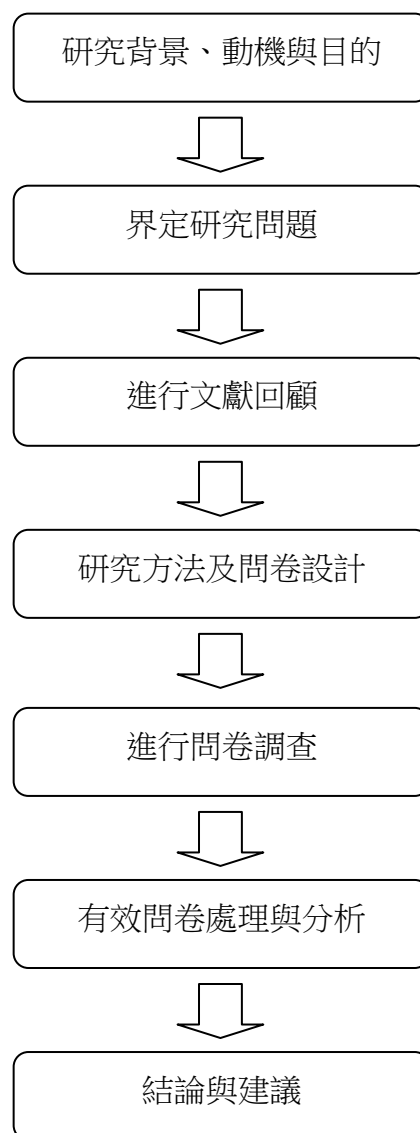 研究背景、動機與目的
界定研究問題
進行文獻回顧
研究方法及問卷設計
進行問卷調查
有效問卷處理與分析
結論與建議